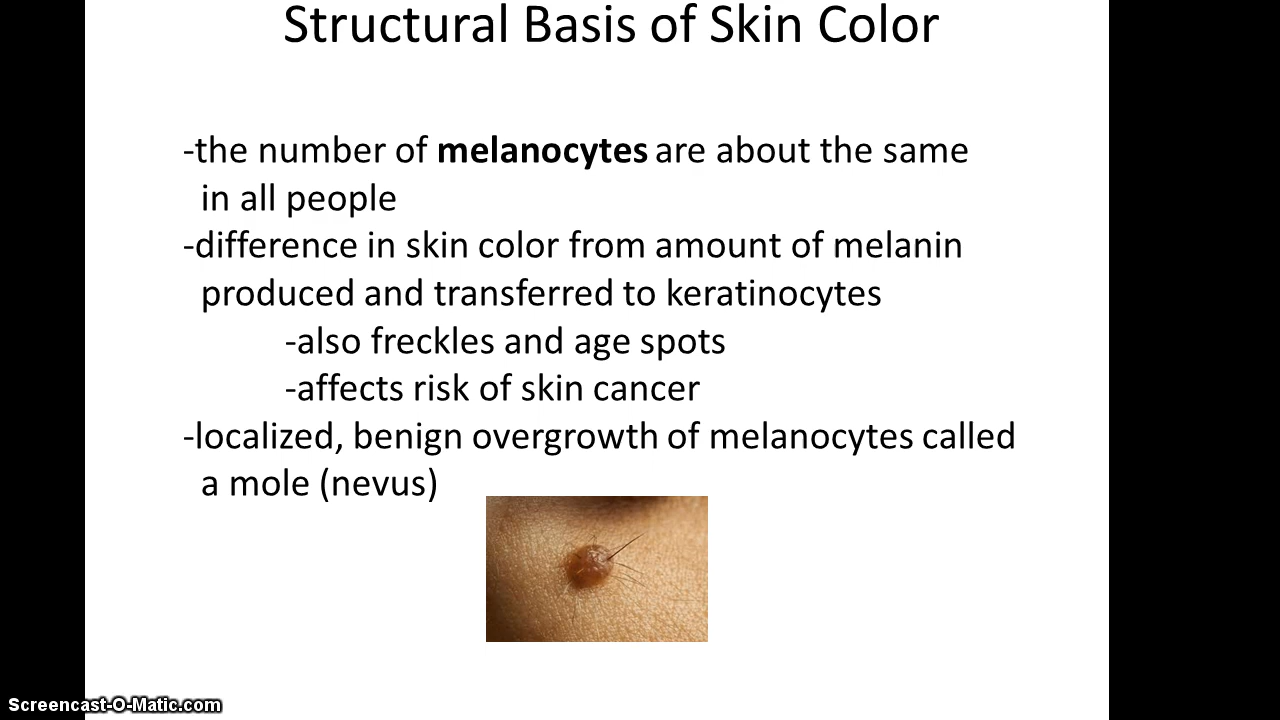 Structural Basis of Skin Color
-the number of melanocytes are about the same
in all people
-difference in skin color from amount of melanin
produced and transferred to keratinocytes
-also freckles and age spots
-affects risk of skin cancer
-localized, benign overgrowth of melanocytes called
a mole (nevus)
Screencast-O-Matic.com